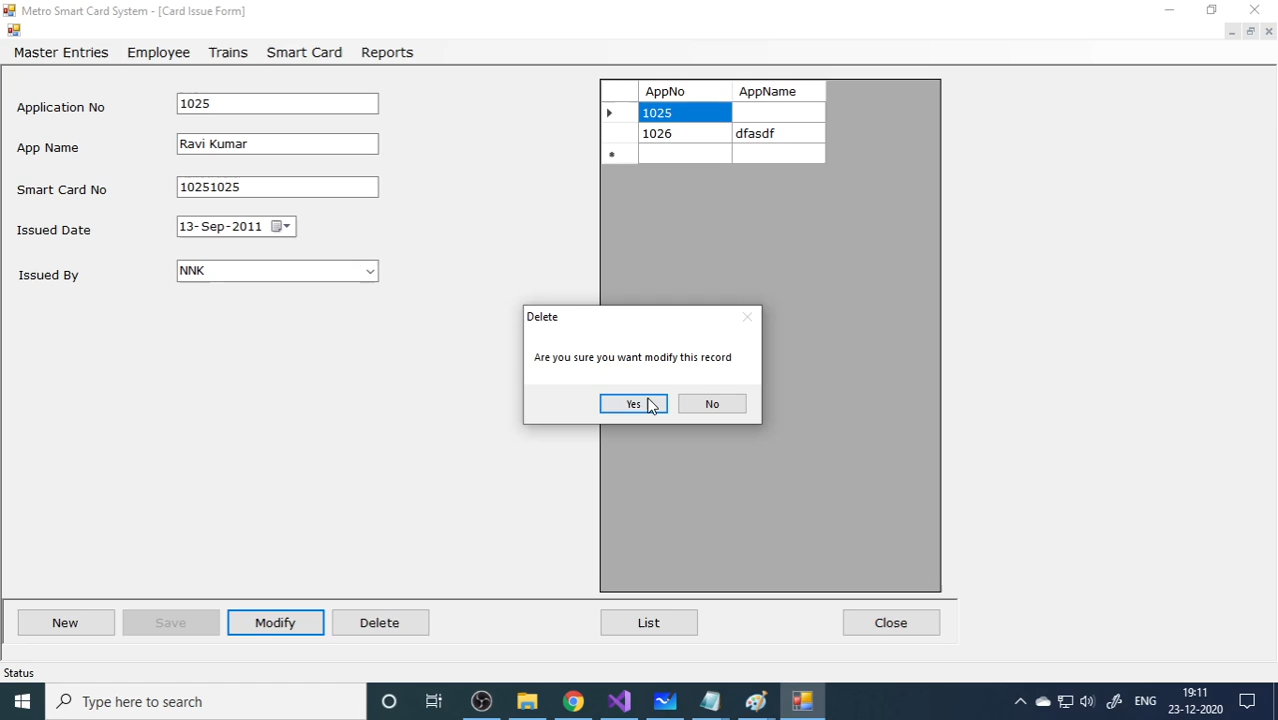 Metro Smart Card System - [Card Issue Form]
Master Entries Employee Trains Smart Card Reports
Application No 1025
App Name Ravi Kumar
Smart Card No 10251025
Issued Date 13-Sep-2011
Issued By NNK
AppNo AppName
1025
1026 dfasdf
Delete
Are you sure you want modify this record
Yes No
New Save Modify Delete List Close
Status
Type here to search
ENG 19:11
23-12-2020